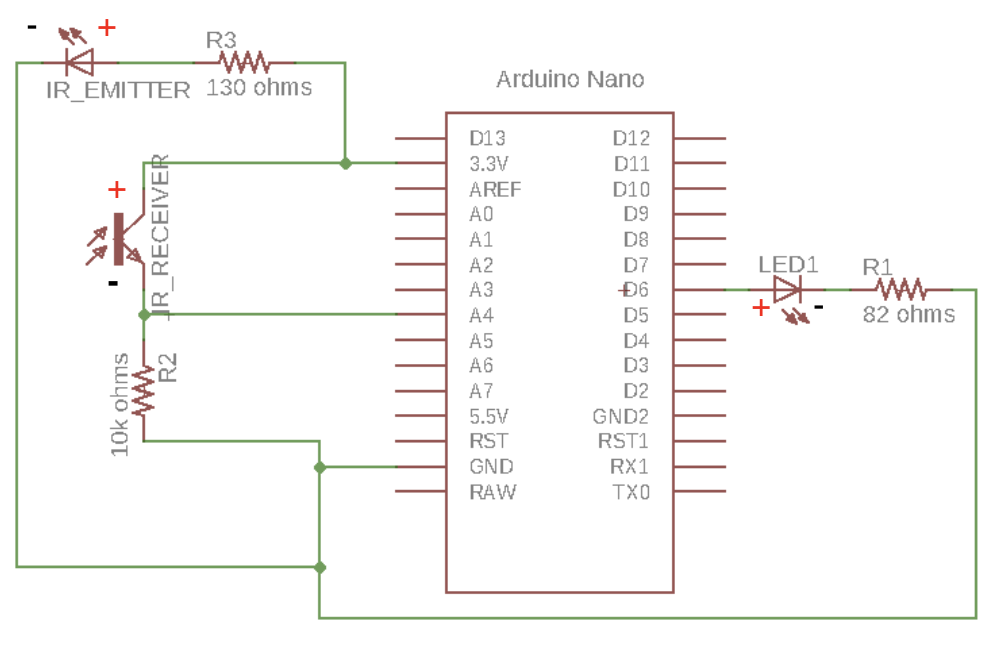 - +
R3
IR_EMITTER 130 ohms
Arduino Nano
+
IR_RECEIVER
-
R2
10k ohms
D13 D12
3.3V D11
AREF D10
A0 D9
A1 D8
A2 D7
A3 D6
A4 D5
A5 D4
A6 D3
A7 D2
5.5V GND2
RST RST1
GND RX1
RAW TX0
LED1 R1
+ - 82 ohms